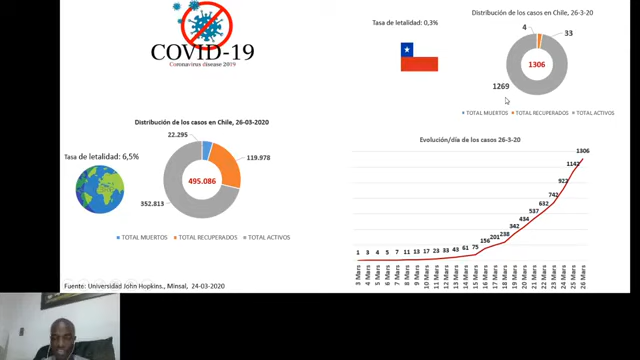 COVID-19
Coronavirus disease 2019
Tasa de letalidad: 0,3%
Distribución de los casos en Chile, 26-3-20
4
33
1306
1269
TOTAL MUERTOS TOTAL RECUPERADOS TOTAL ACTIVOS
Distribución de los casos en Chile, 26-03-2020
22.295
Tasa de letalidad: 6,5%
119.978
495.086
352.813
TOTAL MUERTOS TOTAL RECUPERADOS TOTAL ACTIVOS
Evolución/día de los casos 26-3-20
1 3 4 5 7 11 13 17 23 33 43 61 75 156 201 238 342 434 537 632 742 922 1142 1306
3 Mars 4 Mars 5 Mars 6 Mars 7 Mars 8 Mars 9 Mars 10 Mars 11 Mars 12 Mars 13 Mars 14 Mars 15 Mars 16 Mars 17 Mars 18 Mars 19 Mars 20 Mars 21 Mars 22 Mars 23 Mars 24 Mars 25 Mars 26 Mars
Fuente: Universidad John Hopkins., Minsal, 24-03-2020